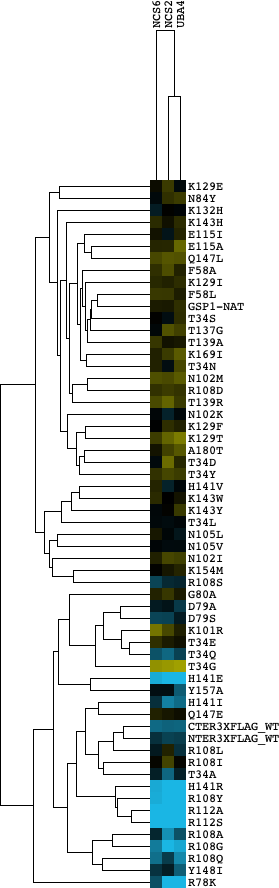 NCS6
NCS2
UBA4
K129E
N84Y
K132H
K143H
E115I
E115A
Q147L
F58A
K129I
F58L
GSP1-NAT
T34S
T137G
T139A
K169I
T34N
N102M
R108D
T139R
N102K
K129F
K129T
A180T
T34D
T34Y
H141V
K143W
K143Y
T34L
N105L
N105V
N102I
K154M
R108S
G80A
D79A
D79S
K101R
T34E
T34Q
T34G
H141E
Y157A
H141I
Q147E
CTER3XFLAG_WT
NTER3XFLAG_WT
R108L
R108I
T34A
H141R
R108Y
R112A
R112S
R108A
R108G
R108Q
Y148I
R78K